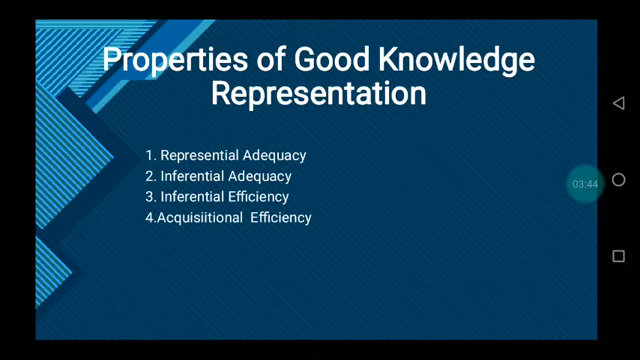 Properties of Good Knowledge
Representation
1. Represential Adequacy
2. Inferential Adequacy
3. Inferential Efficiency
4.Acquisiitional Efficiency
03:44